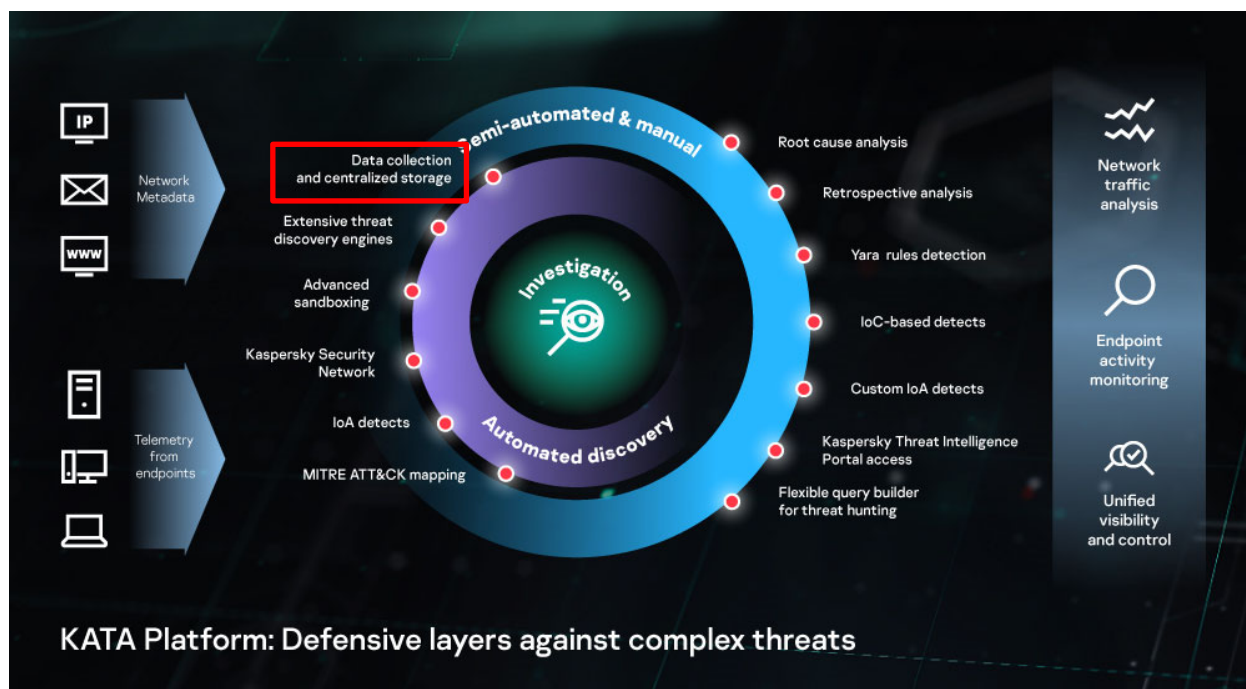 IP
WWW
Network
Metadata
Telemetry
from
endpoints
Semi-automated & manual
Data collection
and centralized storage
Extensive threat
discovery engines
Advanced
sandboxing
Kaspersky Security
Network
IoA detects
MITRE ATT&CK mapping
Investigation
Automated discovery
Root cause analysis
Retrospective analysis
Yara rules detection
IoC-based detects
Custom IoA detects
Kaspersky Threat Intelligence
Portal access
Flexible query builder
for threat hunting
Network
traffic
analysis
Endpoint
activity
monitoring
Unified
visibility
and control
KATA Platform: Defensive layers against complex threats